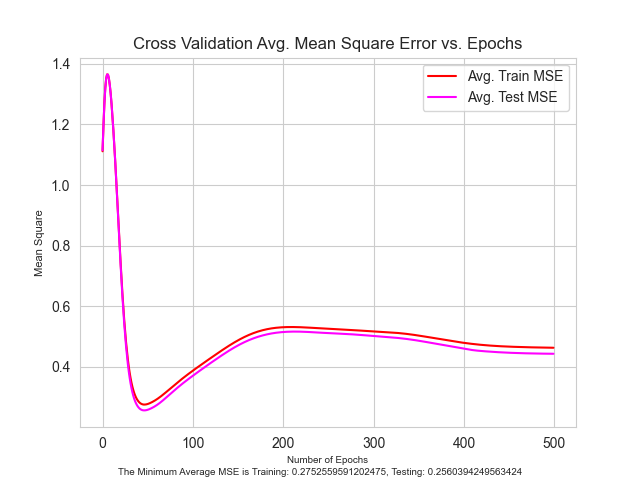 Cross Validation Avg. Mean Square Error vs. Epochs
Avg. Train MSE
Avg. Test MSE
1.4
1.2
1.0
0.8
0.6
0.4
Mean Square
0 100 200 300 400 500
Number of Epochs
The Minimum Average MSE is Training: 0.2752559591202475, Testing: 0.2560394249563424